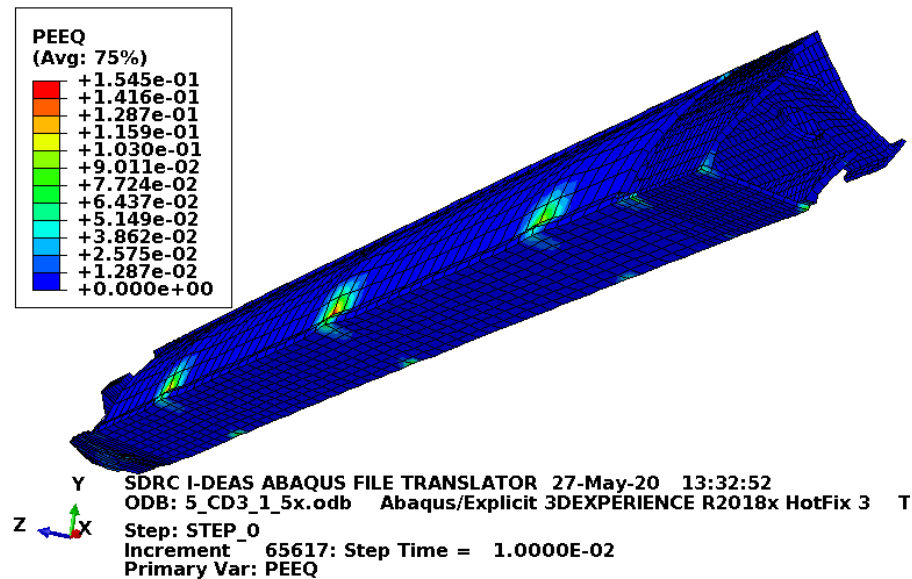 PEEQ
(Avg: 75%)
+1.545e-01
+1.416e-01
+1.287e-01
+1.159e-01
+1.030e-01
+9.011e-02
+7.724e-02
+6.437e-02
+5.149e-02
+3.862e-02
+2.575e-02
+1.287e-02
+0.000e+00
Y
Z
X
SDRC I-DEAS ABAQUS FILE TRANSLATOR 27-May-20 13:32:52
ODB: 5_CD3_1_5x.odb Abaqus/Explicit 3DEXPERIENCE R2018x HotFix 3 T
Step: STEP_0
Increment 65617: Step Time = 1.0000E-02
Primary Var: PEEQ